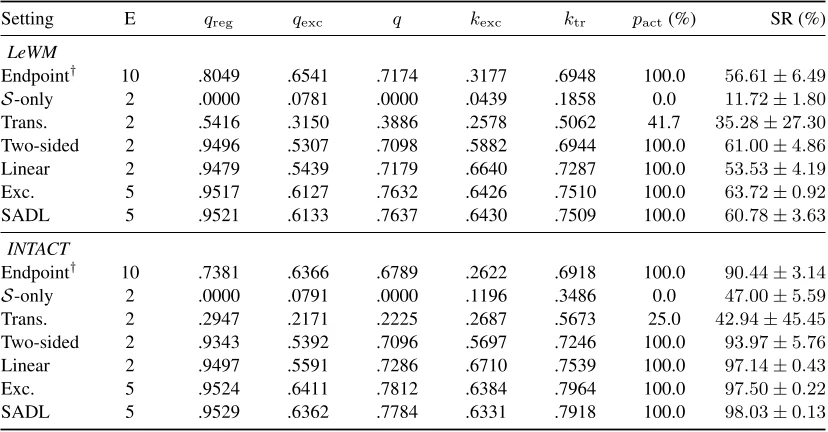 Setting E q_reg q_exc q k_exc k_tr p_act (%) SR (%)
LeWM
Endpoint† 10 .8049 .6541 .7174 .3177 .6948 100.0 56.61 ± 6.49
𝒮-only 2 .0000 .0781 .0000 .0439 .1858 0.0 11.72 ± 1.80
Trans. 2 .5416 .3150 .3886 .2578 .5062 41.7 35.28 ± 27.30
Two-sided 2 .9496 .5307 .7098 .5882 .6944 100.0 61.00 ± 4.86
Linear 2 .9479 .5439 .7179 .6640 .7287 100.0 53.53 ± 4.19
Exc. 5 .9517 .6127 .7632 .6426 .7510 100.0 63.72 ± 0.92
SADL 5 .9521 .6133 .7637 .6430 .7509 100.0 60.78 ± 3.63
INTACT
Endpoint† 10 .7381 .6366 .6789 .2622 .6918 100.0 90.44 ± 3.14
𝒮-only 2 .0000 .0791 .0000 .1196 .3486 0.0 47.00 ± 5.59
Trans. 2 .2947 .2171 .2225 .2687 .5673 25.0 42.94 ± 45.45
Two-sided 2 .9343 .5392 .7096 .5697 .7246 100.0 93.97 ± 5.76
Linear 2 .9497 .5591 .7286 .6710 .7539 100.0 97.14 ± 0.43
Exc. 5 .9524 .6411 .7812 .6384 .7964 100.0 97.50 ± 0.22
SADL 5 .9529 .6362 .7784 .6331 .7918 100.0 98.03 ± 0.13